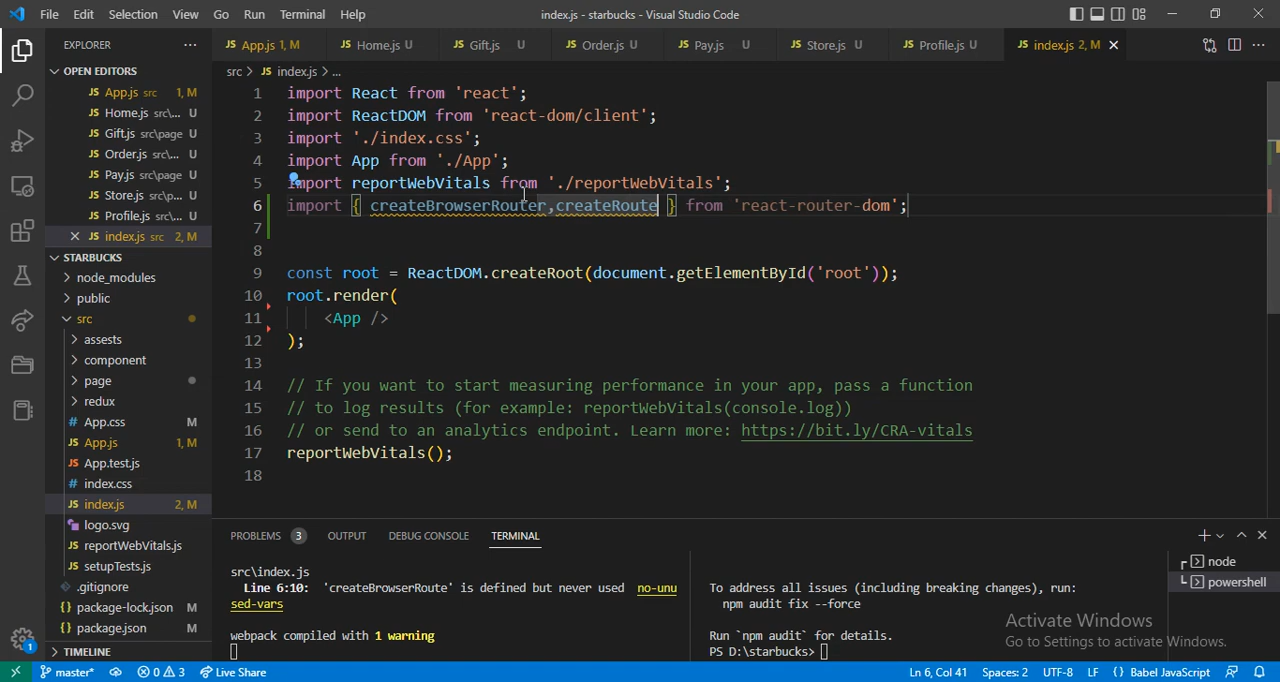 File Edit Selection View Go Run Terminal Help
index.js - starbucks - Visual Studio Code
EXPLORER
App.js 1, M
Home.js U
Gift.js U
Order.js U
Pay.js U
Store.js U
Profile.js U
index.js 2, M
OPEN EDITORS
App.js src 1, M
Home.js src\... U
Gift.js src\page U
Order.js src\... U
Pay.js src\page U
Store.js src\p... U
Profile.js src\... U
index.js src 2, M
STARBUCKS
node_modules
public
src
assests
component
page
redux
App.css M
App.js 1, M
App.test.js
index.css
index.js 2, M
logo.svg
reportWebVitals.js
setupTests.js
.gitignore
package-lock.json M
package.json M
TIMELINE
src > JS index.js > ...
1 import React from 'react';
2 import ReactDOM from 'react-dom/client';
3 import './index.css';
4 import App from './App';
5 import reportWebVitals from './reportWebVitals';
6 import { createBrowserRouter,createRoute } from 'react-router-dom';
7
8
9 const root = ReactDOM.createRoot(document.getElementById('root'));
10 root.render(
11 <App />
12 );
13
14 // If you want to start measuring performance in your app, pass a function
15 // to log results (for example: reportWebVitals(console.log))
16 // or send to an analytics endpoint. Learn more: https://bit.ly/CRA-vitals
17 reportWebVitals();
18
PROBLEMS 3 OUTPUT DEBUG CONSOLE TERMINAL
src\index.js
Line 6:10: 'createBrowserRoute' is defined but never used no-unu
sed-vars
webpack compiled with 1 warning
To address all issues (including breaking changes), run:
npm audit fix --force
Run `npm audit` for details.
PS D:\starbucks>
node
powershell
Activate Windows
Go to Settings to activate Windows.
master* 0 3 Live Share
Ln 6, Col 41 Spaces: 2 UTF-8 LF {} Babel JavaScript